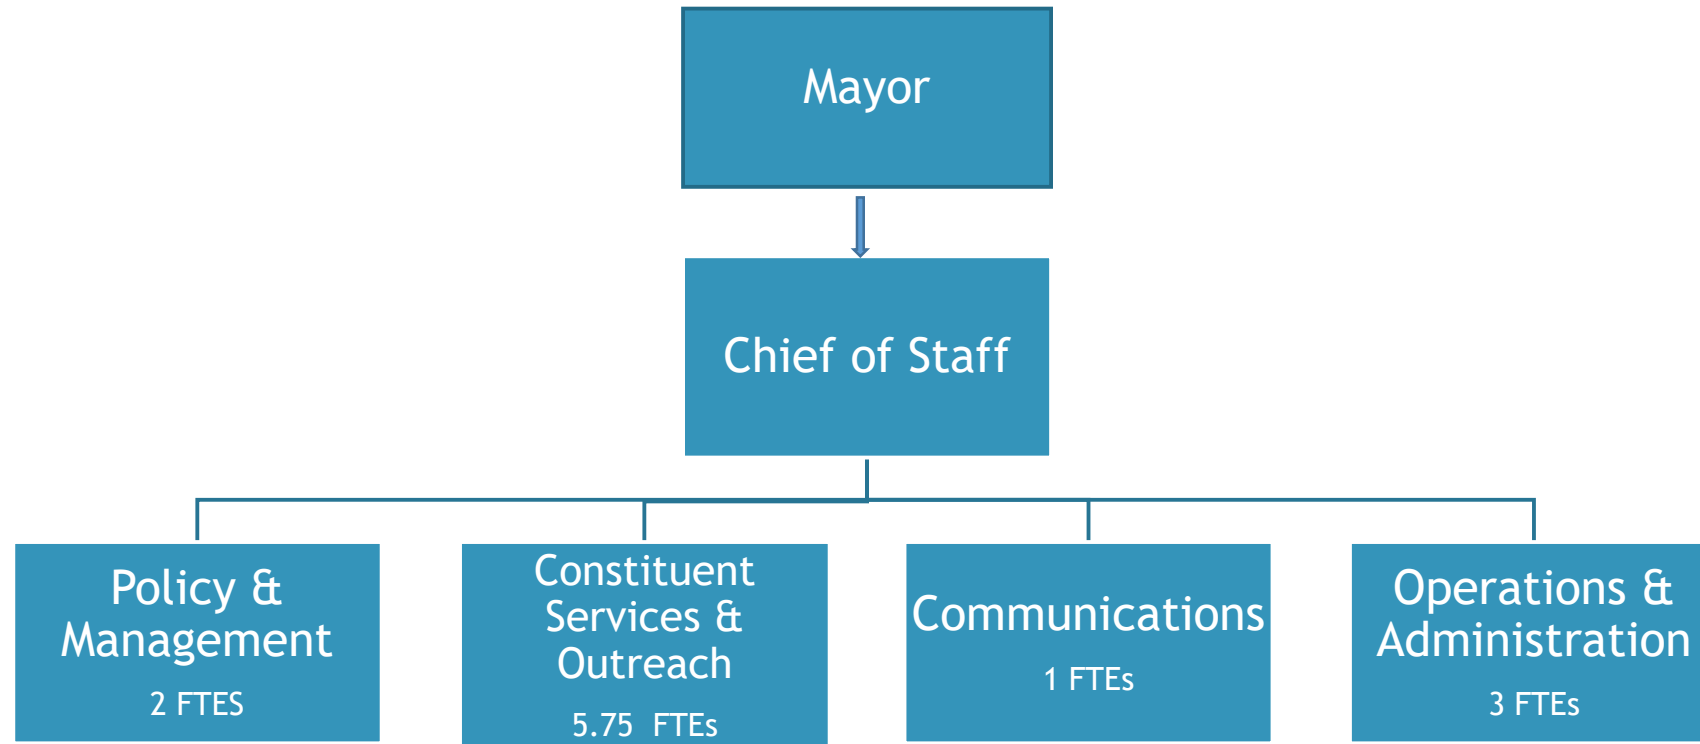 Mayor
Chief of Staff
Policy &
Management
2 FTES
Constituent
Services &
Outreach
5.75 FTEs
Communications
1 FTEs
Operations &
Administration
3 FTEs